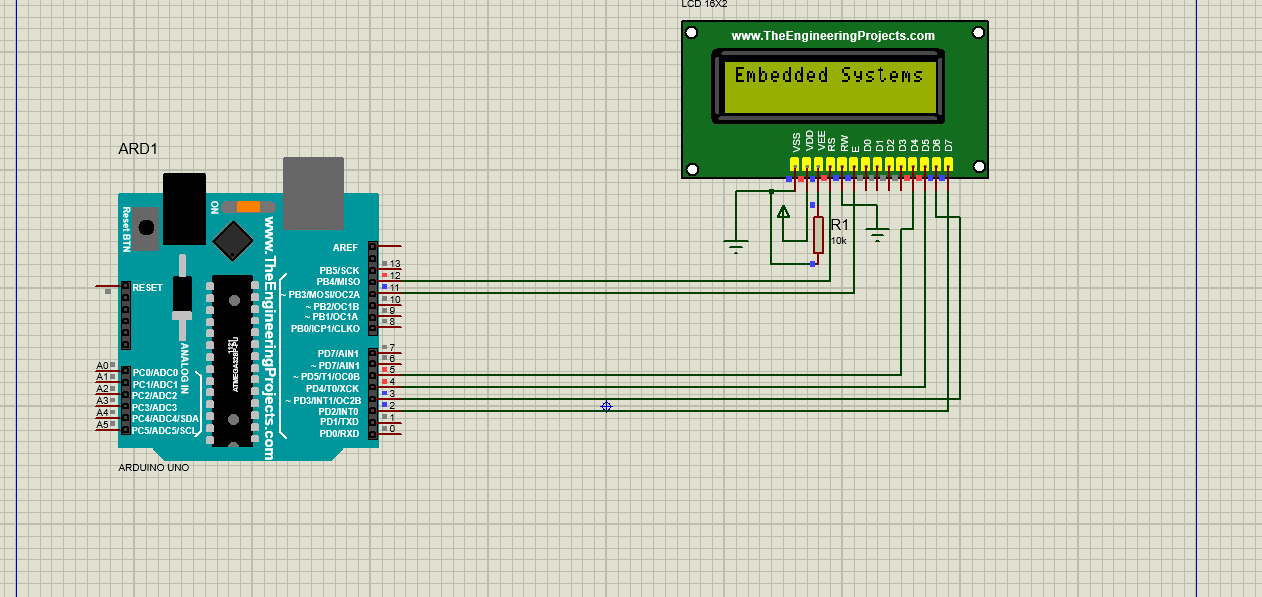 LCD 16X2
www.TheEngineeringProjects.com
Embedded Systems
VSS VDD VEE RS RW E D0 D1 D2 D3 D4 D5 D6 D7
R1
10k
ARD1
Reset BTN
ON
www.TheEngineeringProjects.com
AREF
PB5/SCK 13
PB4/MISO 12
~ PB3/MOSI/OC2A 11
~ PB2/OC1B 10
~ PB1/OC1A 9
PB0/ICP1/CLKO 8
RESET
PD7/AIN1 7
~ PD7/AIN1 6
~ PD5/T1/OC0B 5
PD4/T0/XCK 4
~ PD3/INT1/OC2B 3
PD2/INT0 2
PD1/TXD 1
PD0/RXD 0
ANALOG IN
ATMEGA328P-PU
1121
A0 PC0/ADC0
A1 PC1/ADC1
A2 PC2/ADC2
A3 PC3/ADC3
A4 PC4/ADC4/SDA
A5 PC5/ADC5/SCL
ARDUINO UNO